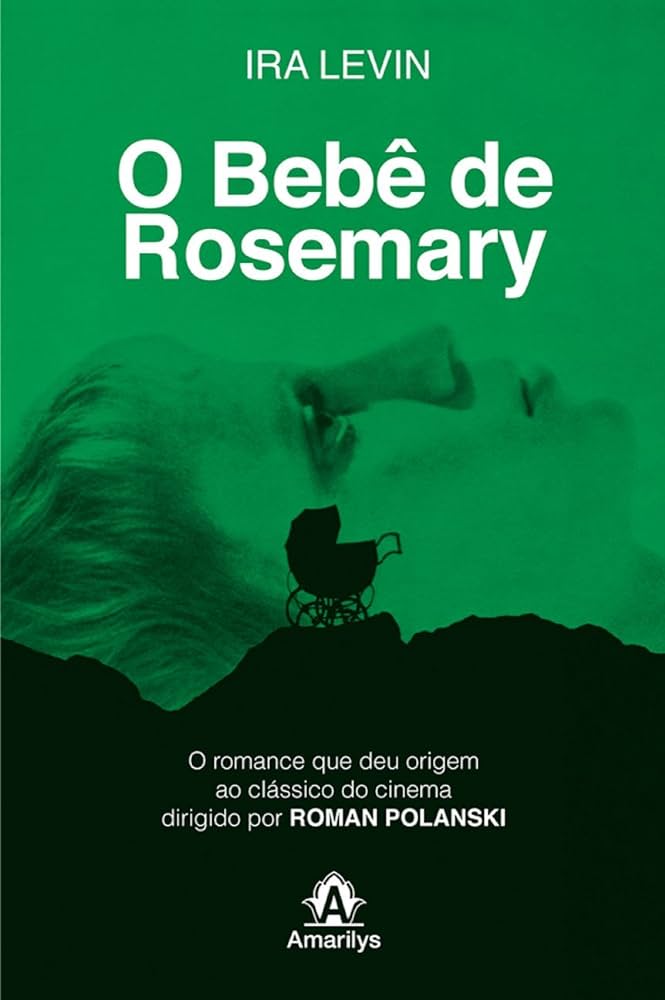 IRA LEVIN
O Bebê de
Rosemary
O romance que deu origem
ao clássico do cinema
dirigido por ROMAN POLANSKI
A
Amarilys